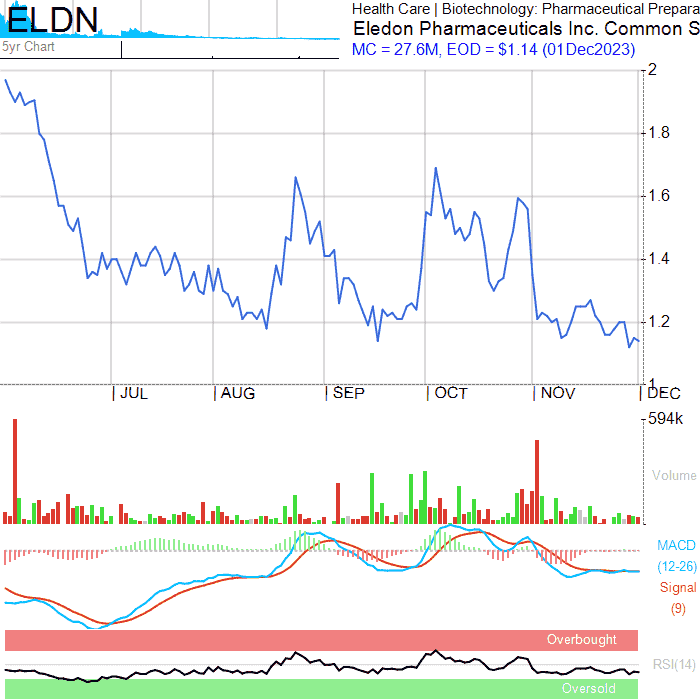 ELDN
5yr Chart
Health Care | Biotechnology: Pharmaceutical Prepara
Eledon Pharmaceuticals Inc. Common S
MC = 27.6M, EOD = $1.14 (01Dec2023)
2
1.8
1.6
1.4
1.2
1
JUL
AUG
SEP
OCT
NOV
DEC
594k
Volume
MACD
(12-26)
Signal
(9)
Overbought
RSI(14)
Oversold